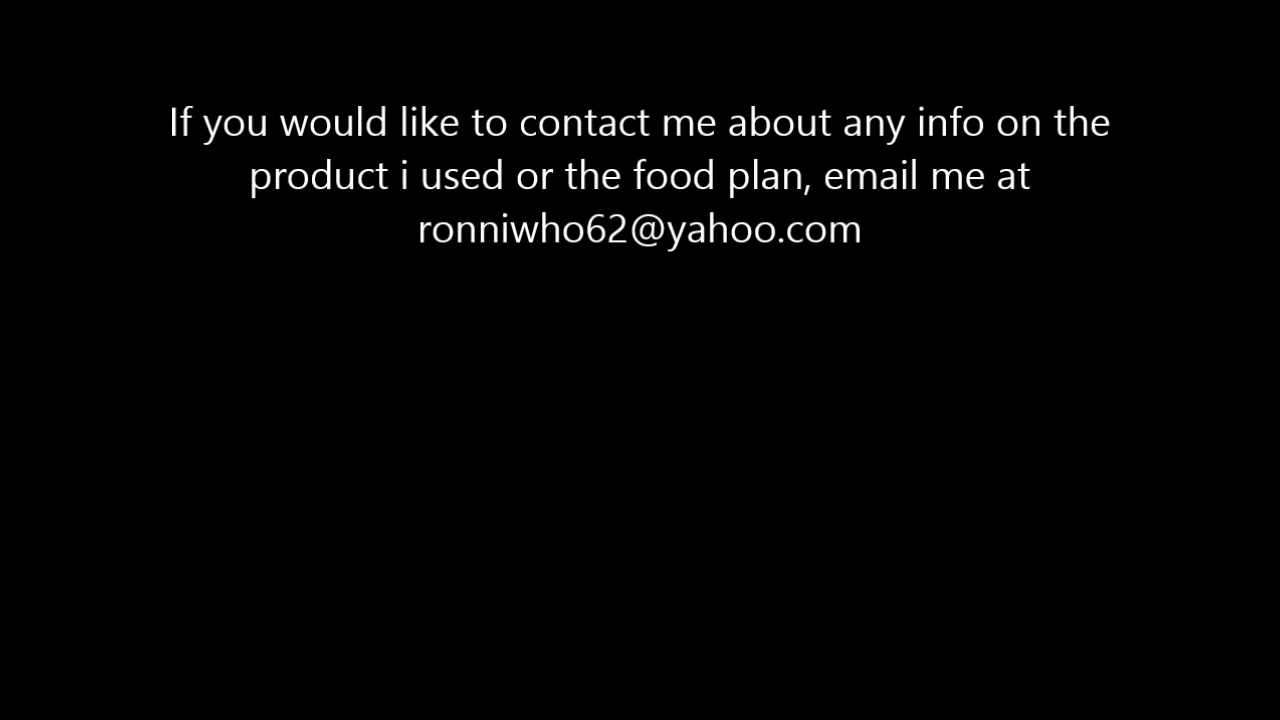 If you would like to contact me about any info on the
product i used or the food plan, email me at
ronniwho62@yahoo.com